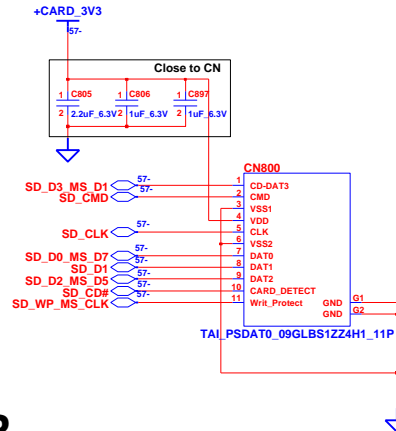 +CARD_3V3
57-
Close to CN
1 C805 1 C806 1 C897
2 2.2uF_6.3V 2 1uF_6.3V 2 1uF_6.3V
CN800
SD_D3_MS_D1 57- 1 CD-DAT3
SD_CMD 57- 2 CMD
3 VSS1
4 VDD
SD_CLK 57- 5 CLK
6 VSS2
SD_D0_MS_D7 57- 7 DAT0
SD_D1 57- 8 DAT1
SD_D2_MS_D5 57- 9 DAT2
SD_CD# 57- 10 CARD_DETECT
SD_WP_MS_CLK 57- 11 Writ_Protect GND G1
GND G2
TAI_PSDAT0_09GLBS1ZZ4H1_11P